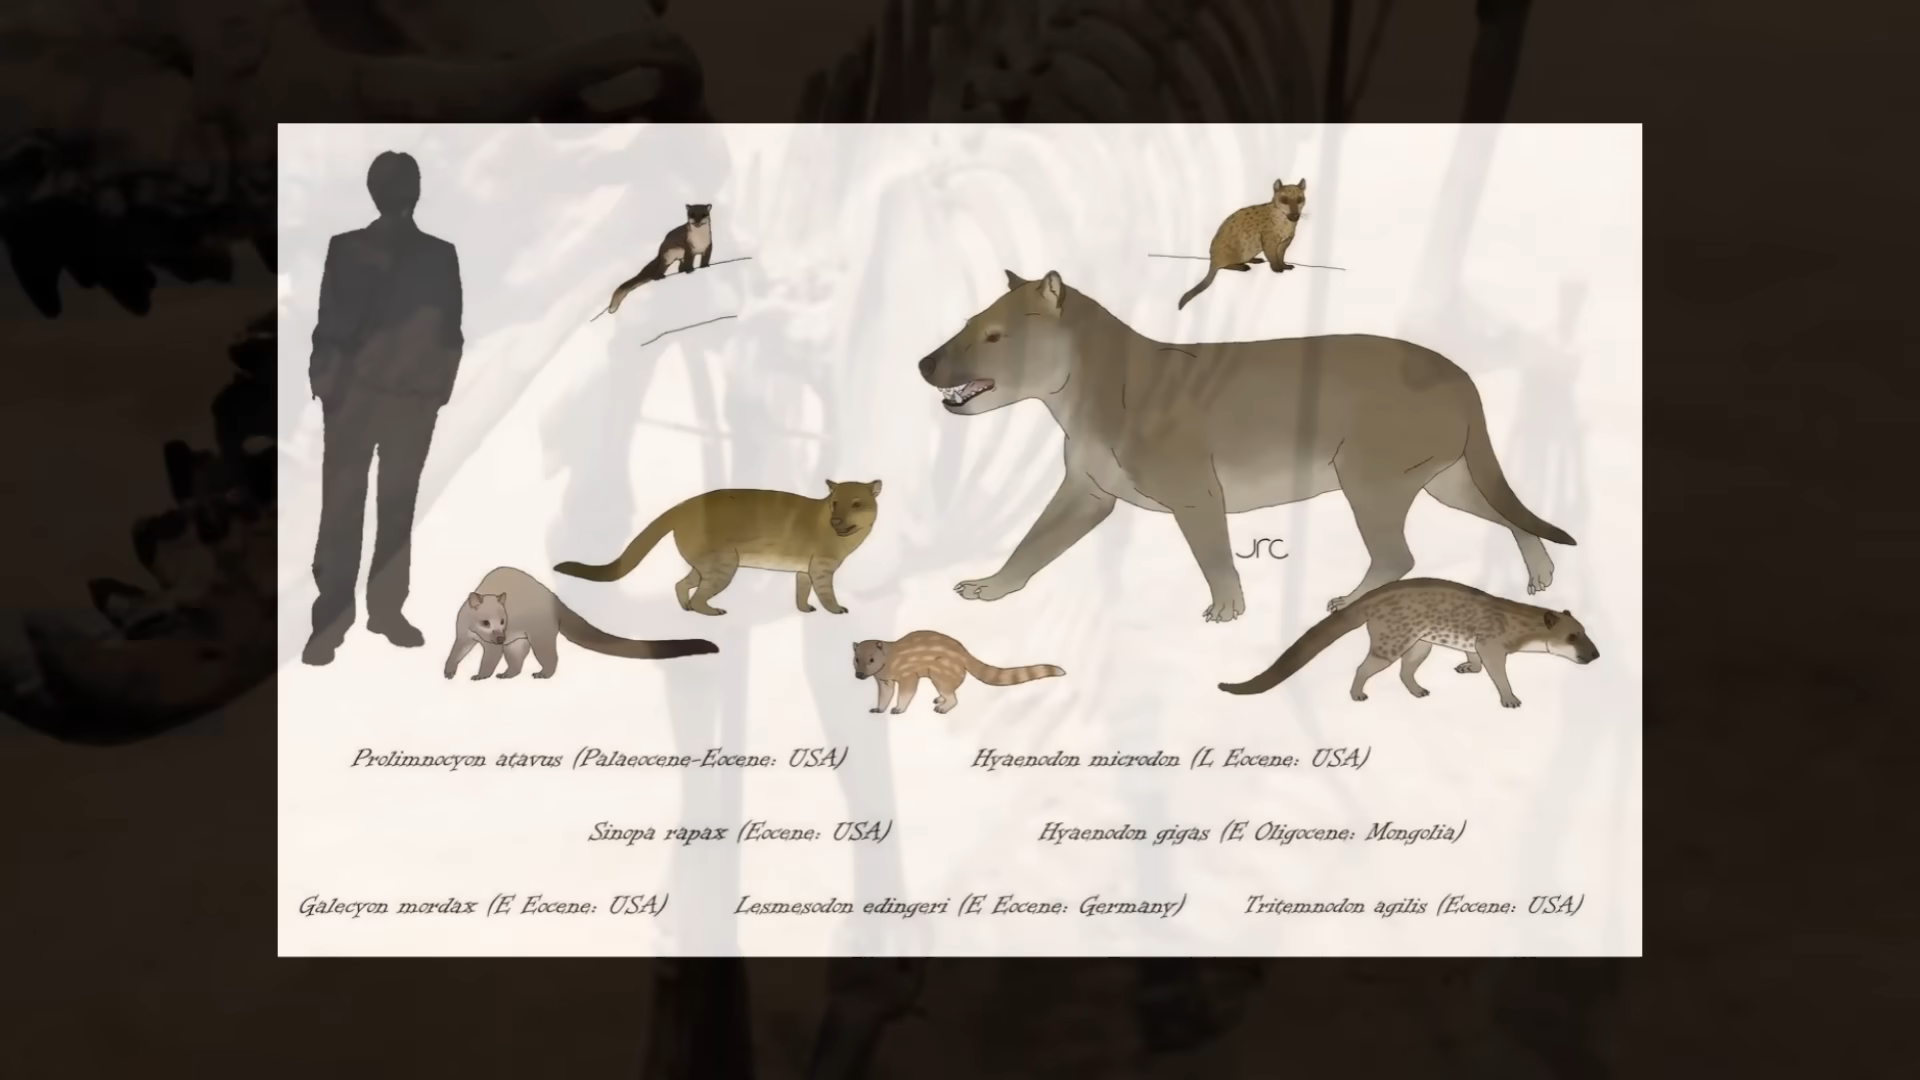 jrc
Prolimnocyon atavus (Palaeocene-Eocene: USA)
Hyaenodon microdon (L Eocene: USA)
Sinopa rapax (Eocene: USA)
Hyaenodon gigas (E Oligocene: Mongolia)
Galecyon mordax (E Eocene: USA)
Lesmesodon edingeri (E Eocene: Germany)
Tritemnodon agilis (Eocene: USA)